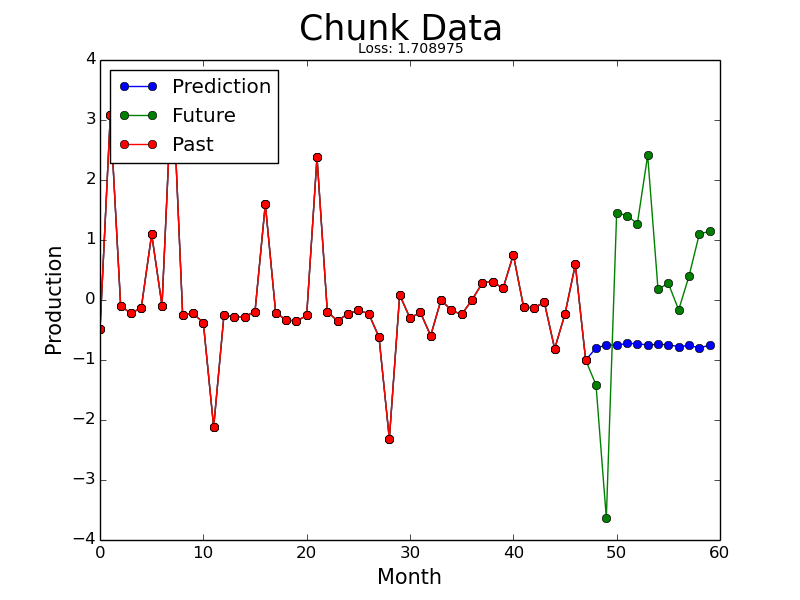 Chunk Data
Loss: 1.708975
Prediction
Future
Past
Production
4
3
2
1
0
−1
−2
−3
−4
0 10 20 30 40 50 60
Month